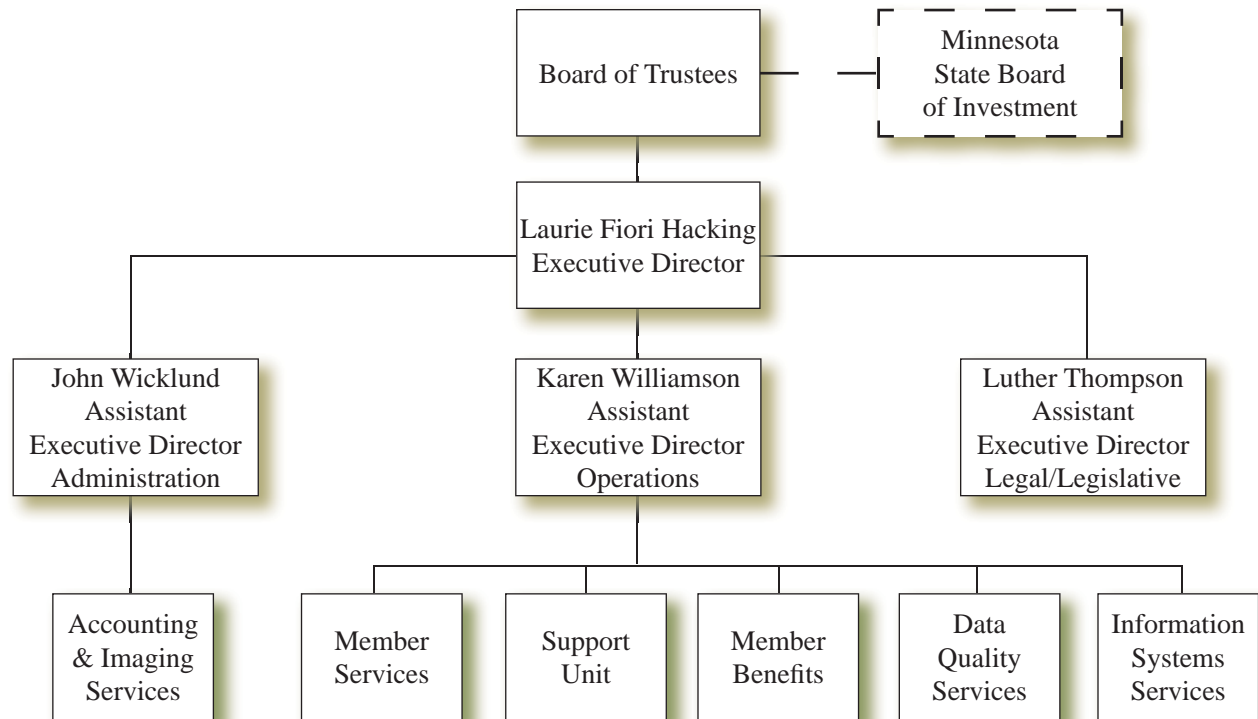 Board of Trustees
Minnesota
State Board
of Investment
Laurie Fiori Hacking
Executive Director
John Wicklund
Assistant
Executive Director
Administration
Karen Williamson
Assistant
Executive Director
Operations
Luther Thompson
Assistant
Executive Director
Legal/Legislative
Accounting
& Imaging
Services
Member
Services
Support
Unit
Member
Benefits
Data
Quality
Services
Information
Systems
Services